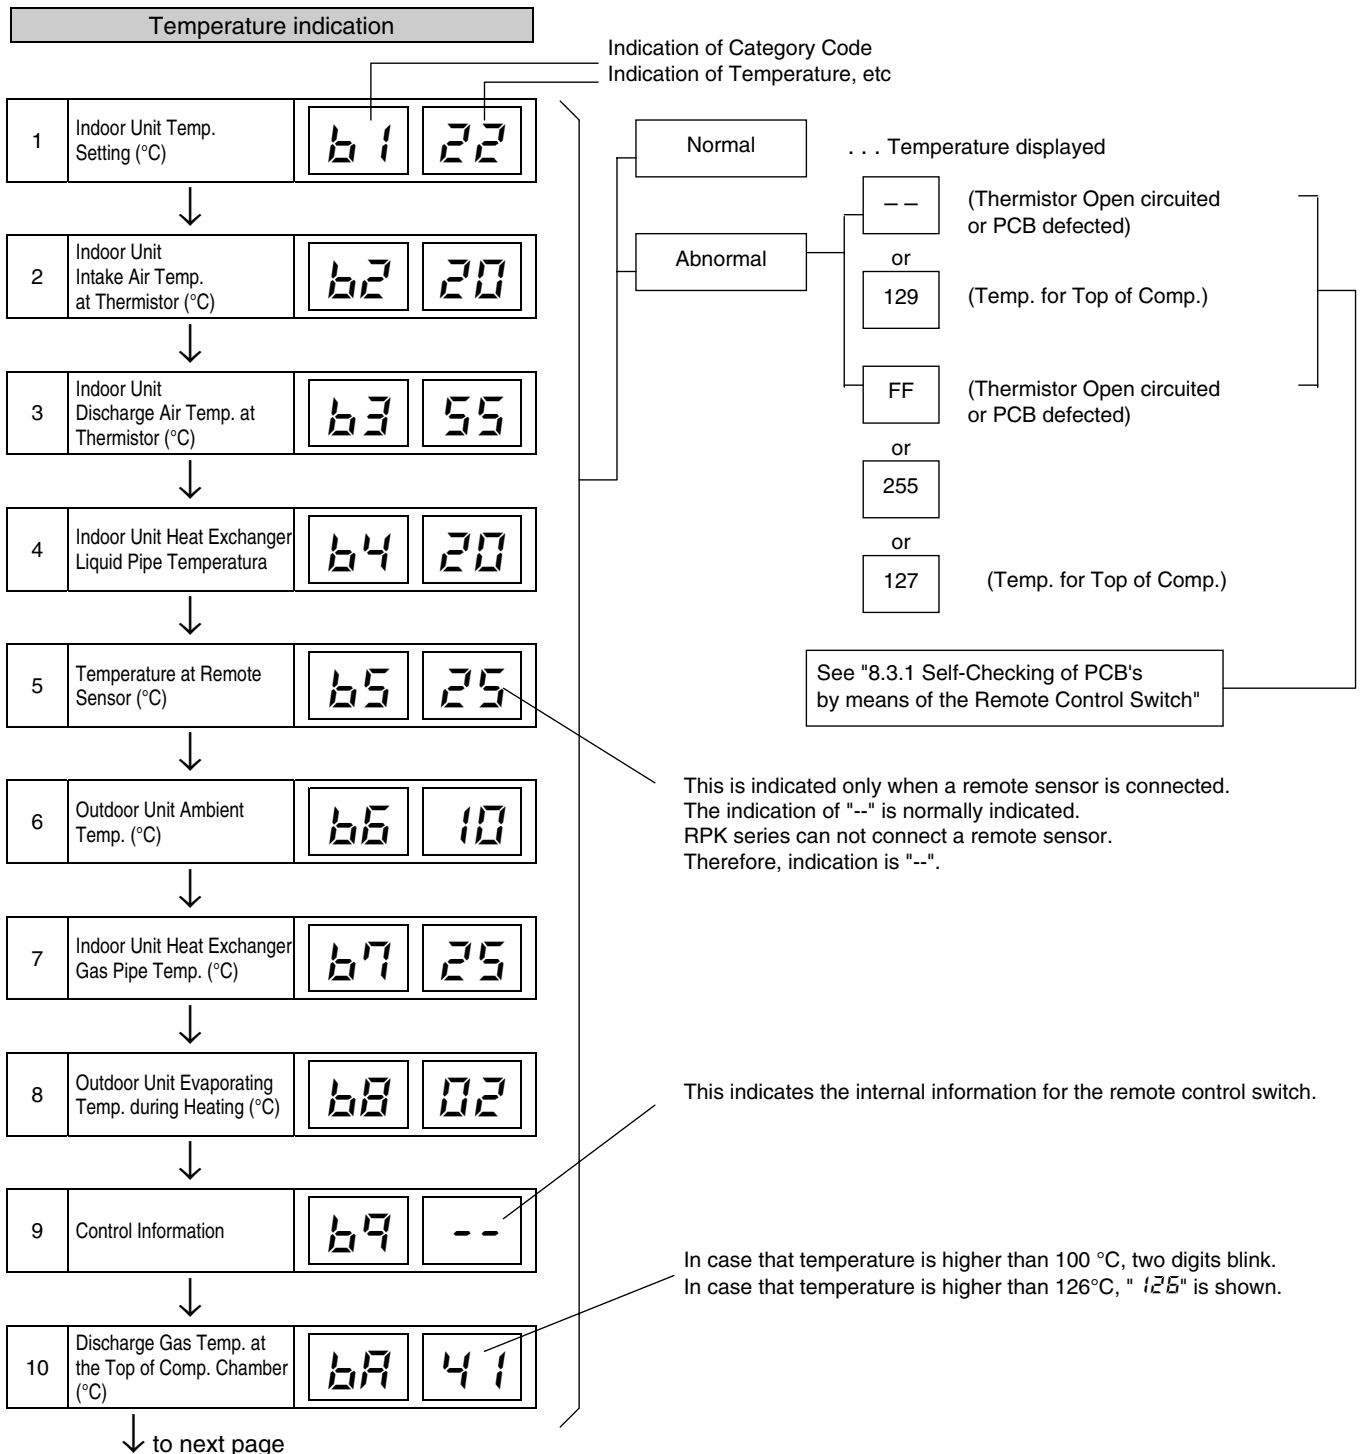 Temperature indication
Indication of Category Code
Indication of Temperature, etc
1
Indoor Unit Temp.
Setting (°C)
b1
22
2
Indoor Unit
Intake Air Temp.
at Thermistor (°C)
b2
20
3
Indoor Unit
Discharge Air Temp. at
Thermistor (°C)
b3
55
4
Indoor Unit Heat Exchanger
Liquid Pipe Temperatura
b4
20
5
Temperature at Remote
Sensor (°C)
b5
25
6
Outdoor Unit Ambient
Temp. (°C)
b6
10
7
Indoor Unit Heat Exchanger
Gas Pipe Temp. (°C)
b7
25
8
Outdoor Unit Evaporating
Temp. during Heating (°C)
b8
02
9
Control Information
b9
--
10
Discharge Gas Temp. at
the Top of Comp. Chamber
(°C)
bA
41
to next page
Normal
. . . Temperature displayed
Abnormal
– –
(Thermistor Open circuited
or PCB defected)
or
129
(Temp. for Top of Comp.)
FF
(Thermistor Open circuited
or PCB defected)
or
255
or
127
(Temp. for Top of Comp.)
See "8.3.1 Self-Checking of PCB's
by means of the Remote Control Switch"
This is indicated only when a remote sensor is connected.
The indication of "--" is normally indicated.
RPK series can not connect a remote sensor.
Therefore, indication is "--".
This indicates the internal information for the remote control switch.
In case that temperature is higher than 100 °C, two digits blink.
In case that temperature is higher than 126°C, " 126" is shown.